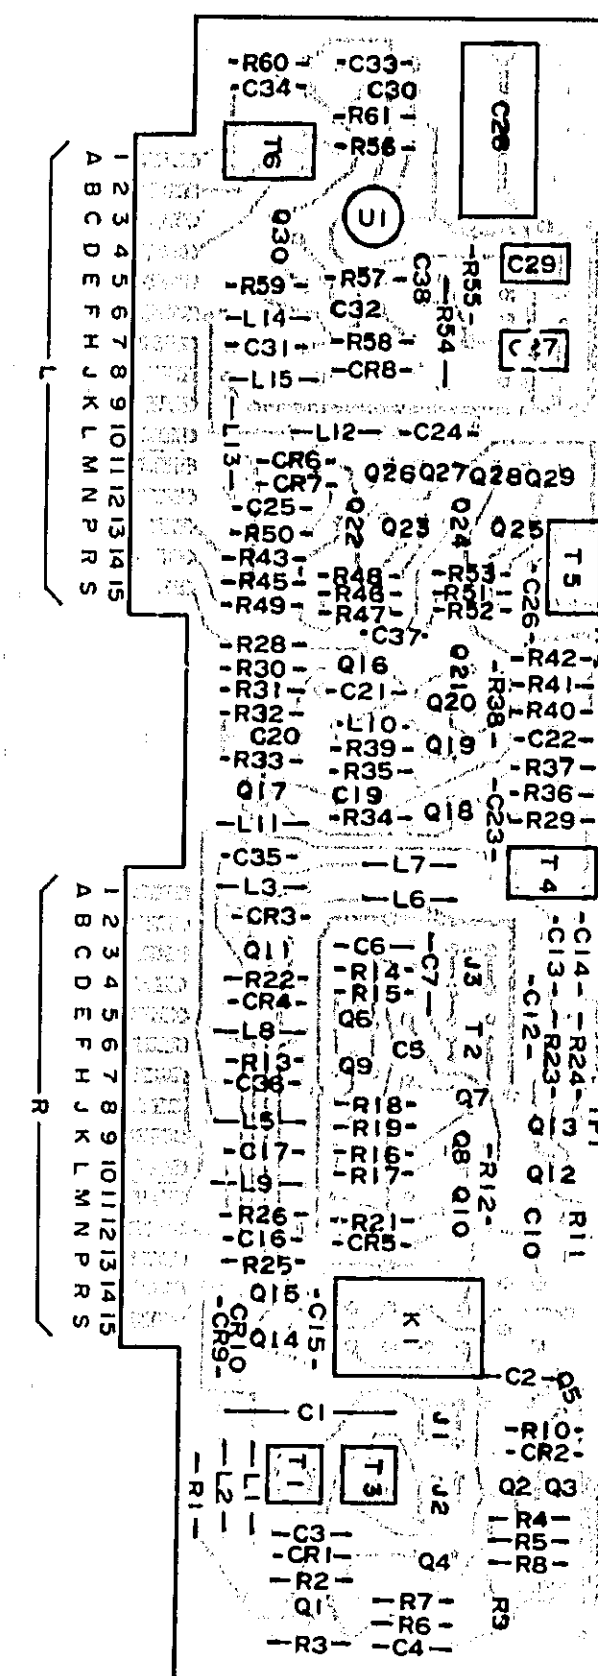 -R60- -C33-
-C34- C30
-R61-
-R56-
T6
C28
U1
Q30
C38
-R55-
C29
-R57-
-R59-
-R54-
C32
-L14-
-R58-
-C31-
-CR8-
-L15-
A 1
B 2
C 3
D 4
E 5
F 6
H 7
J 8
K 9
L 10
M 11
N 12
P 13
R 14
S 15
L
-L12- -C24-
-L13-
-CR6-
-CR7-
Q26 Q27 Q28 Q29
-C25-
Q22
Q23
Q24
Q25
-R50-
T5
-R43-
-R45-
-R49-
-R48-
-R46-
-R47-
-R53-
-R51-
-R52-
-C26-
-C37-
-R28-
-R30-
-R31-
-R32-
C20
-R33-
Q17
-L11-
Q16
-C21-
-L10-
-R39-
-R35-
C19
-R34-
Q21
Q20
Q19
Q18
-R38-
-C23-
-R42-
-R41-
-R40-
-C22-
-R37-
-R36-
-R29-
T4
-C35-
-L7-
-L3-
-L6-
-CR3-
Q11
-C6-
-C7-
J3
-R22-
-R14-
-CR4-
-R15-
-L8-
Q6
T2
-R13-
Q9
C5
-C36-
-C14-
-C13-
-C12-
-R23-
-R24-
TP1
Q7
-R18-
-L5-
-R19-
Q13
-C17-
-R16-
Q8
-R12-
Q12
-L9-
-R17-
-R26-
-R21-
Q10
C10
R11
-C16-
-CR5-
-R25-
A 1
B 2
C 3
D 4
E 5
F 6
H 7
J 8
K 9
L 10
M 11
N 12
P 13
R 14
S 15
R
Q15
-C15-
K1
CR10
-CR9-
Q14
-C2-
Q5
-C1-
J1
-R10-
-CR2-
-R1-
-L2-
-L1-
T1
T3
J2
Q2 Q3
-R4-
-C3-
-R5-
-CR1-
Q4
-R8-
-R2-
Q1
-R7-
R9
-R6-
-R3- -C4-